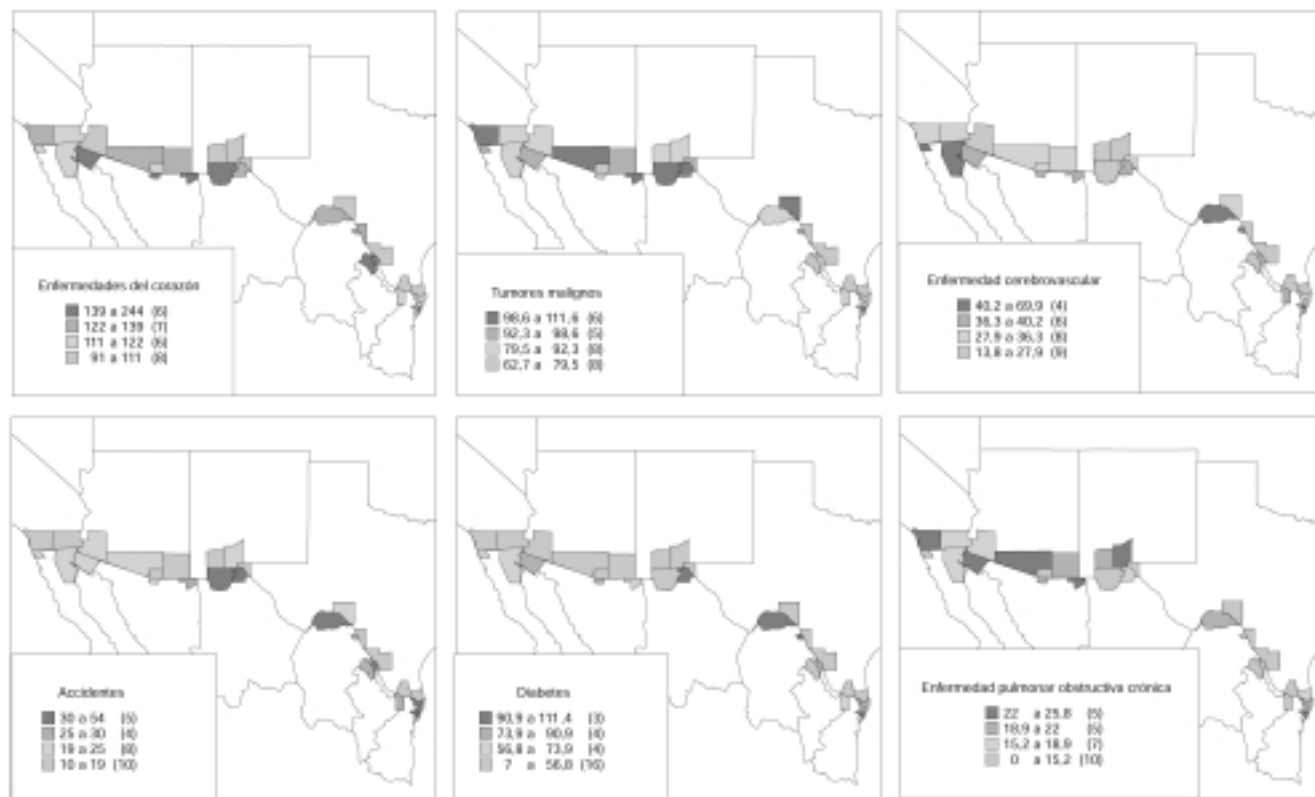 Enfermedades del corazón
139 a 244 (6)
122 a 139 (7)
111 a 122 (6)
91 a 111 (8)
Tumores malignos
98,6 a 111,6 (6)
92,3 a 98,6 (5)
79,5 a 92,3 (8)
62,7 a 79,5 (8)
Enfermedad cerebrovascular
40,2 a 69,9 (4)
36,3 a 40,2 (6)
27,9 a 36,3 (8)
13,8 a 27,9 (9)
Accidentes
30 a 54 (5)
25 a 30 (4)
19 a 25 (8)
10 a 19 (10)
Diabetes
90,9 a 111,4 (3)
73,9 a 90,9 (4)
56,8 a 73,9 (4)
7 a 56,8 (16)
Enfermedad pulmonar obstructiva crónica
22 a 25,8 (5)
18,9 a 22 (5)
15,2 a 18,9 (7)
0 a 15,2 (10)